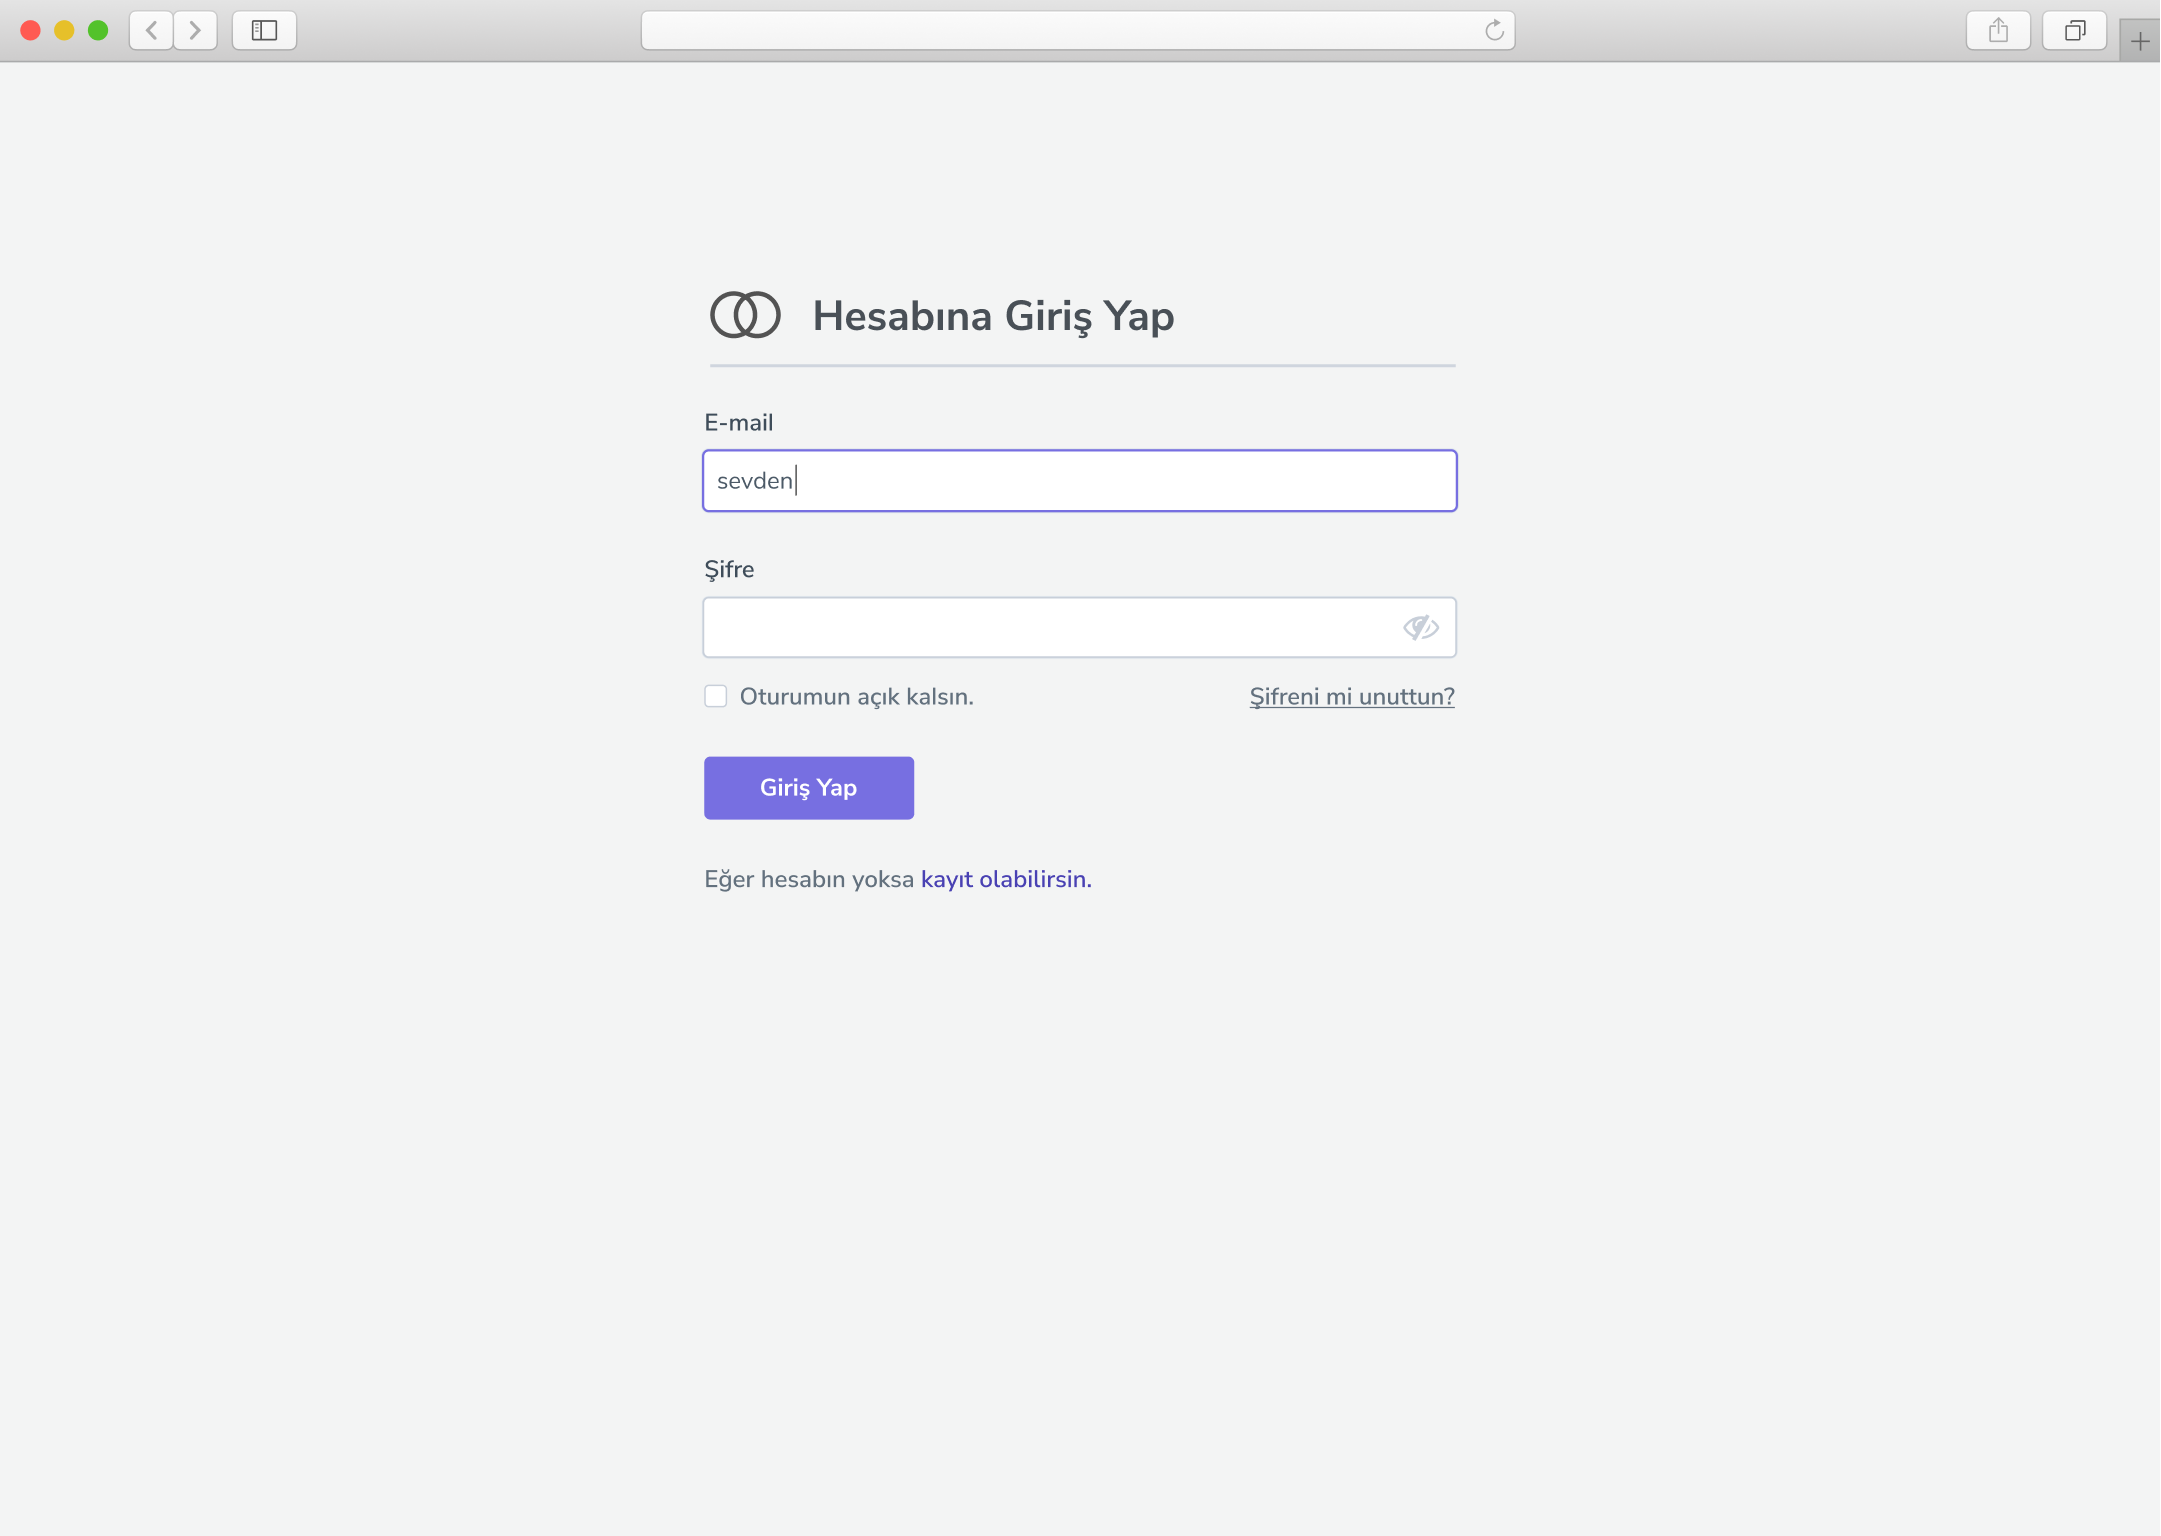 Hesabına Giriş Yap
E-mail
sevden
Şifre
Oturumun açık kalsın.
Şifreni mi unuttun?
Giriş Yap
Eğer hesabın yoksa kayıt olabilirsin.